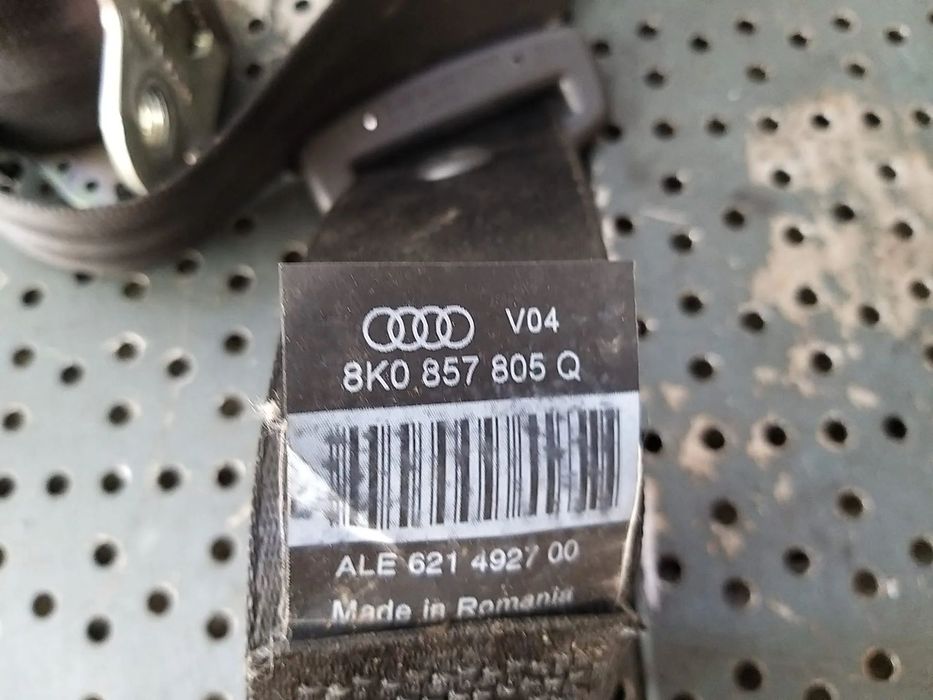 V04
8K0 857 805 Q
ALE 621 4927 00
Made in Romania